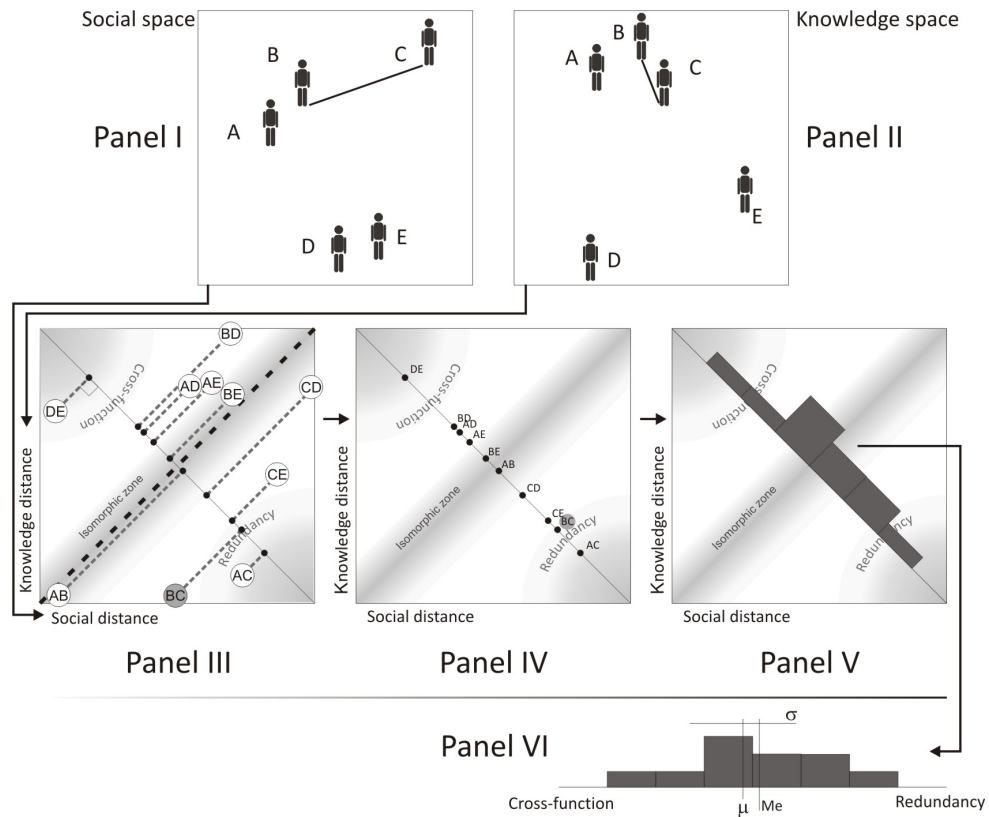 Social space
Knowledge space
B
C
A
D
E
Panel I
B
A
C
E
D
Panel II
BD
AD
AE
BE
CD
DE
CE
AC
AB
BC
Cross-function
Isomorphic zone
Redundancy
Knowledge distance
Social distance
Panel III
DE
BD
AD
AE
BE
AB
CD
CE
BC
AC
Cross-function
Isomorphic zone
Redundancy
Knowledge distance
Social distance
Panel IV
Cross-function
Isomorphic zone
Redundancy
Knowledge distance
Social distance
Panel V
Panel VI
σ
Cross-function
μ
Me
Redundancy